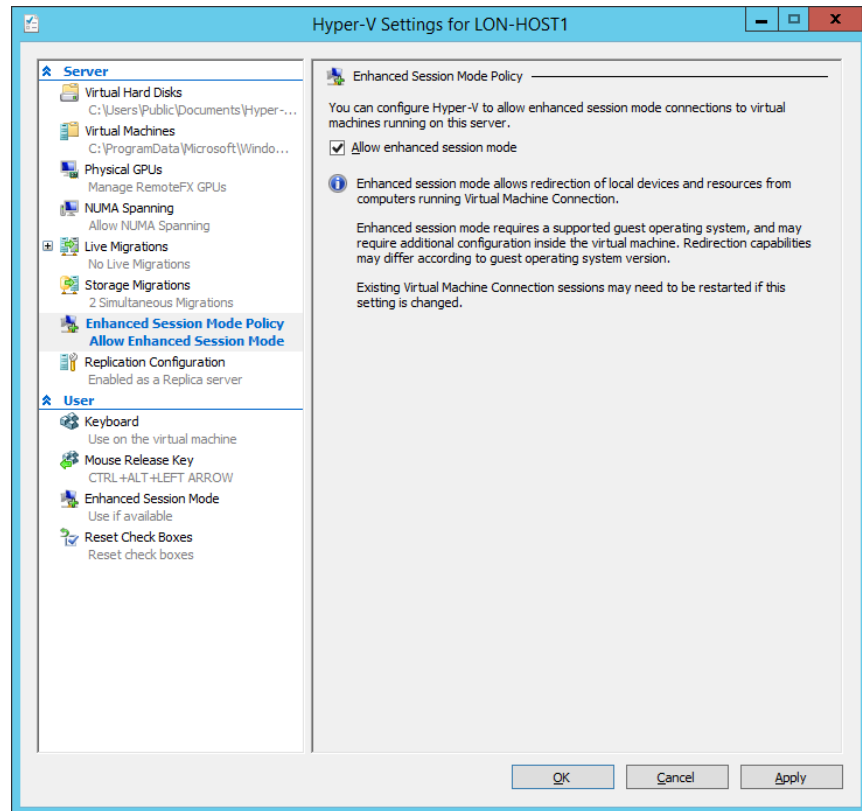 Hyper-V Settings for LON-HOST1
Server
Virtual Hard Disks
C:\Users\Public\Documents\Hyper-...
Virtual Machines
C:\ProgramData\Microsoft\Windo...
Physical GPUs
Manage RemoteFX GPUs
NUMA Spanning
Allow NUMA Spanning
Live Migrations
No Live Migrations
Storage Migrations
2 Simultaneous Migrations
Enhanced Session Mode Policy
Allow Enhanced Session Mode
Replication Configuration
Enabled as a Replica server
User
Keyboard
Use on the virtual machine
Mouse Release Key
CTRL+ALT+LEFT ARROW
Enhanced Session Mode
Use if available
Reset Check Boxes
Reset check boxes
Enhanced Session Mode Policy
You can configure Hyper-V to allow enhanced session mode connections to virtual
machines running on this server.
Allow enhanced session mode
Enhanced session mode allows redirection of local devices and resources from
computers running Virtual Machine Connection.
Enhanced session mode requires a supported guest operating system, and may
require additional configuration inside the virtual machine. Redirection capabilities
may differ according to guest operating system version.
Existing Virtual Machine Connection sessions may need to be restarted if this
setting is changed.
OK
Cancel
Apply